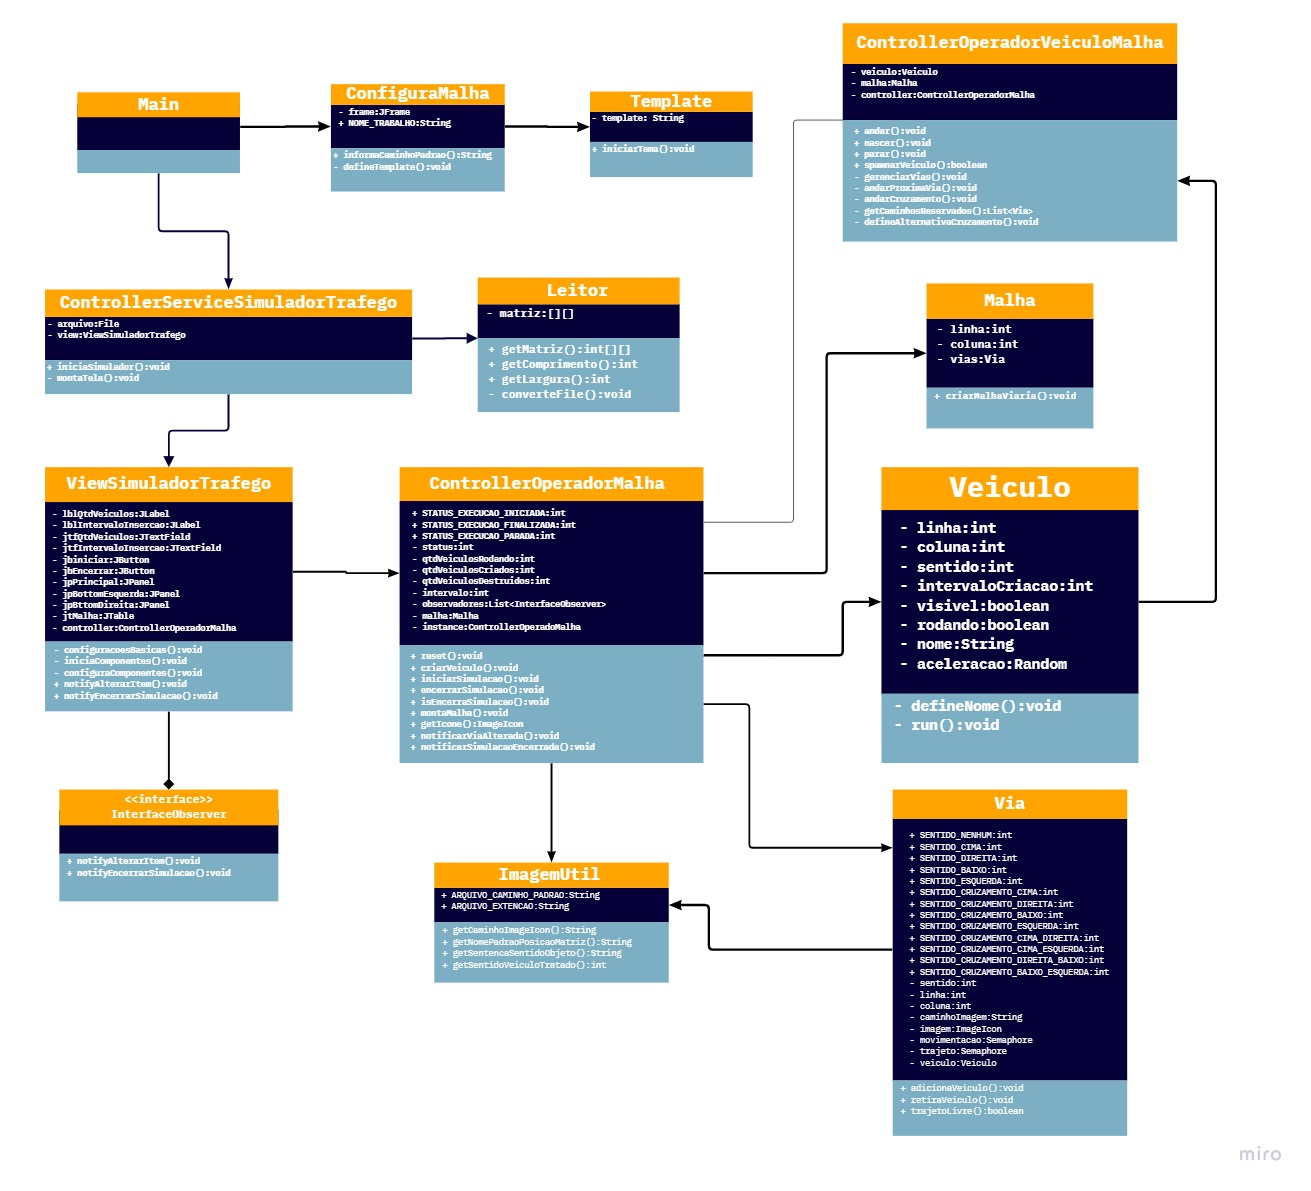 Main
ConfiguraMalha
- frame:JFrame
+ NOME_TRABALHO:String
+ informaCaminhoPadrao():String
- defineTemplate():void
Template
- template: String
+ iniciarTema():void
ControllerOperadorVeiculoMalha
- veiculo:Veiculo
- malha:Malha
- controller:ControllerOperadorMalha
+ andar():void
+ nascer():void
+ parar():void
+ spawnarVeiculo():boolean
- gerenciarVias():void
- andarProximaVia():void
- andarCruzamento():void
- getCaminhosReservados():List<Via>
- defineAlternativaCruzamento():void
ControllerServiceSimuladorTrafego
- arquivo:File
- view:ViewSimuladorTrafego
+ iniciaSimulador():void
- montaTela():void
Leitor
- matriz:[][]
+ getMatriz():int[][]
+ getComprimento():int
+ getLargura():int
- converteFile():void
Malha
- linha:int
- coluna:int
- vias:Via
+ criarMalhaViaria():void
ViewSimuladorTrafego
- lblQtdVeiculos:JLabel
- lblIntervaloInsercao:JLabel
- jtfQtdVeiculos:JTextField
- jtfIntervaloInsercao:JTextField
- jbiniciar:JButton
- jbEncerrar:JButton
- jpPrincipal:JPanel
- jpBottomEsquerda:JPanel
- jpBttomDireita:JPanel
- jtMalha:JTable
- controller:ControllerOperadorMalha
- configuracoesBasicas():void
- iniciaComponentes():void
- configuraComponentes():void
+ notifyAlterarItem():void
+ notifyEncerrarSimulacao():void
ControllerOperadorMalha
+ STATUS_EXECUCAO_INICIADA:int
+ STATUS_EXECUCAO_FINALIZADA:int
+ STATUS_EXECUCAO_PARADA:int
- status:int
- qtdVeiculosRodando:int
- qtdVeiculosCriados:int
- qtdVeiculosDestruidos:int
- intervalo:int
- observadores:List<InterfaceObserver>
- malha:Malha
- instance:ControllerOperadoMalha
+ reset():void
+ criarVeiculo():void
+ iniciarSimulacao():void
+ encerrarSimulacao():void
+ isEncerraSimulacao():void
+ montaMalha():void
+ getIcone():ImageIcon
+ notificarViaAlterada():void
+ notificarSimulacaoEncerrada():void
Veiculo
- linha:int
- coluna:int
- sentido:int
- intervaloCriacao:int
- visivel:boolean
- rodando:boolean
- nome:String
- aceleracao:Random
- defineNome():void
- run():void
<<interface>>
InterfaceObserver
+ notifyAlterarItem():void
+ notifyEncerrarSimulacao():void
ImagemUtil
+ ARQUIVO_CAMINHO_PADRAO:String
+ ARQUIVO_EXTENCAO:String
+ getCaminhoImageIcon():String
+ getNomePadraoPosicaoMatriz():String
+ getSentencaSentidoObjeto():String
+ getSentidoVeiculoTratado():int
Via
+ SENTIDO_NENHUM:int
+ SENTIDO_CIMA:int
+ SENTIDO_DIREITA:int
+ SENTIDO_BAIXO:int
+ SENTIDO_ESQUERDA:int
+ SENTIDO_CRUZAMENTO_CIMA:int
+ SENTIDO_CRUZAMENTO_DIREITA:int
+ SENTIDO_CRUZAMENTO_BAIXO:int
+ SENTIDO_CRUZAMENTO_ESQUERDA:int
+ SENTIDO_CRUZAMENTO_CIMA_DIREITA:int
+ SENTIDO_CRUZAMENTO_CIMA_ESQUERDA:int
+ SENTIDO_CRUZAMENTO_DIREITA_BAIXO:int
+ SENTIDO_CRUZAMENTO_BAIXO_ESQUERDA:int
- sentido:int
- linha:int
- coluna:int
- caminhoImagem:String
- imagem:ImageIcon
- movimentacao:Semaphore
- trajeto:Semaphore
- veiculo:Veiculo
+ adicionaVeiculo():void
+ retiraVeiculo():void
+ trajetoLivre():boolean
miro